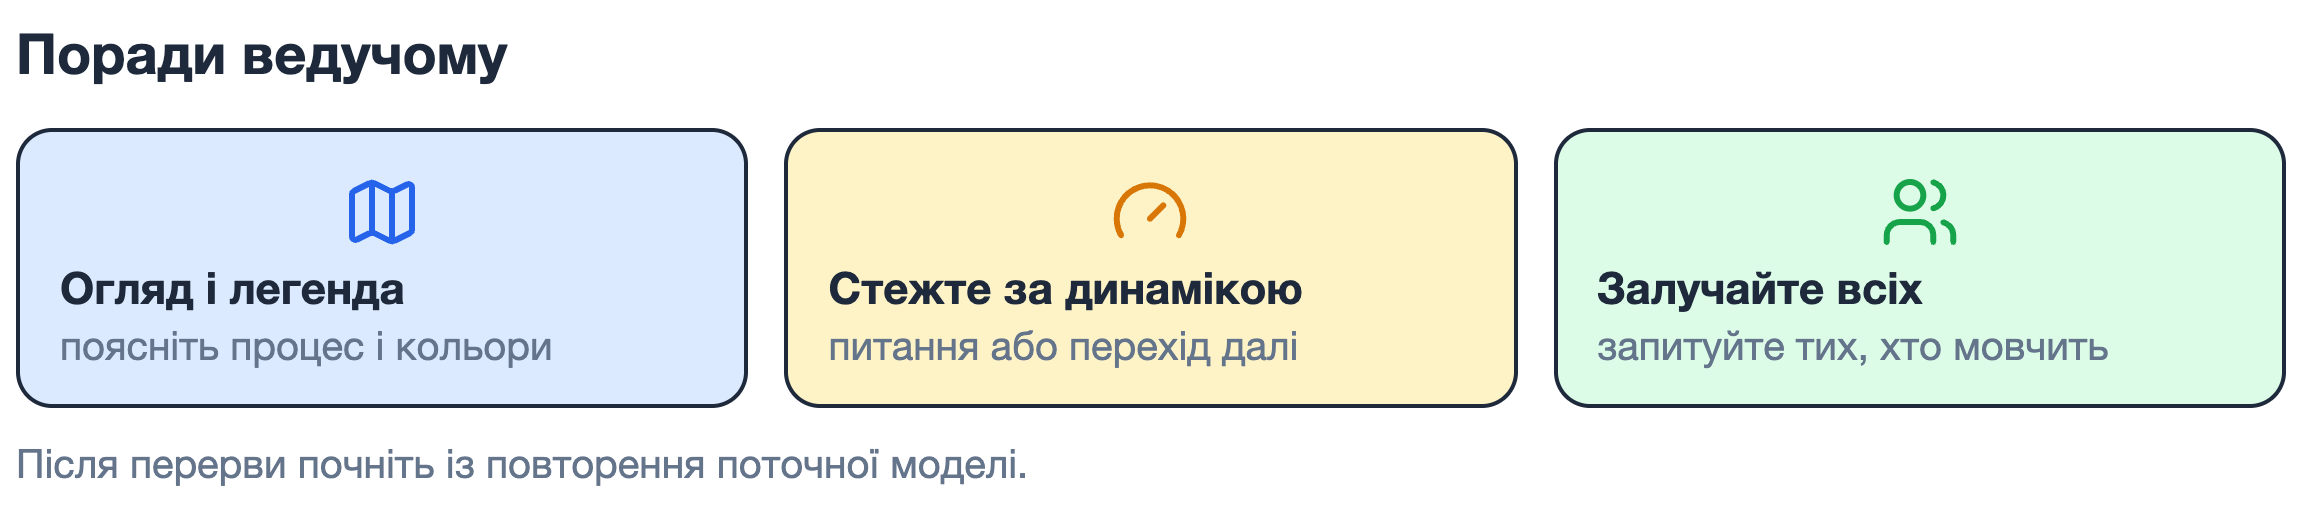 Поради ведучому
Огляд і легенда
поясніть процес і кольори
Стежте за динамікою
питання або перехід далі
Залучайте всіх
запитуйте тих, хто мовчить
Після перерви почніть із повторення поточної моделі.